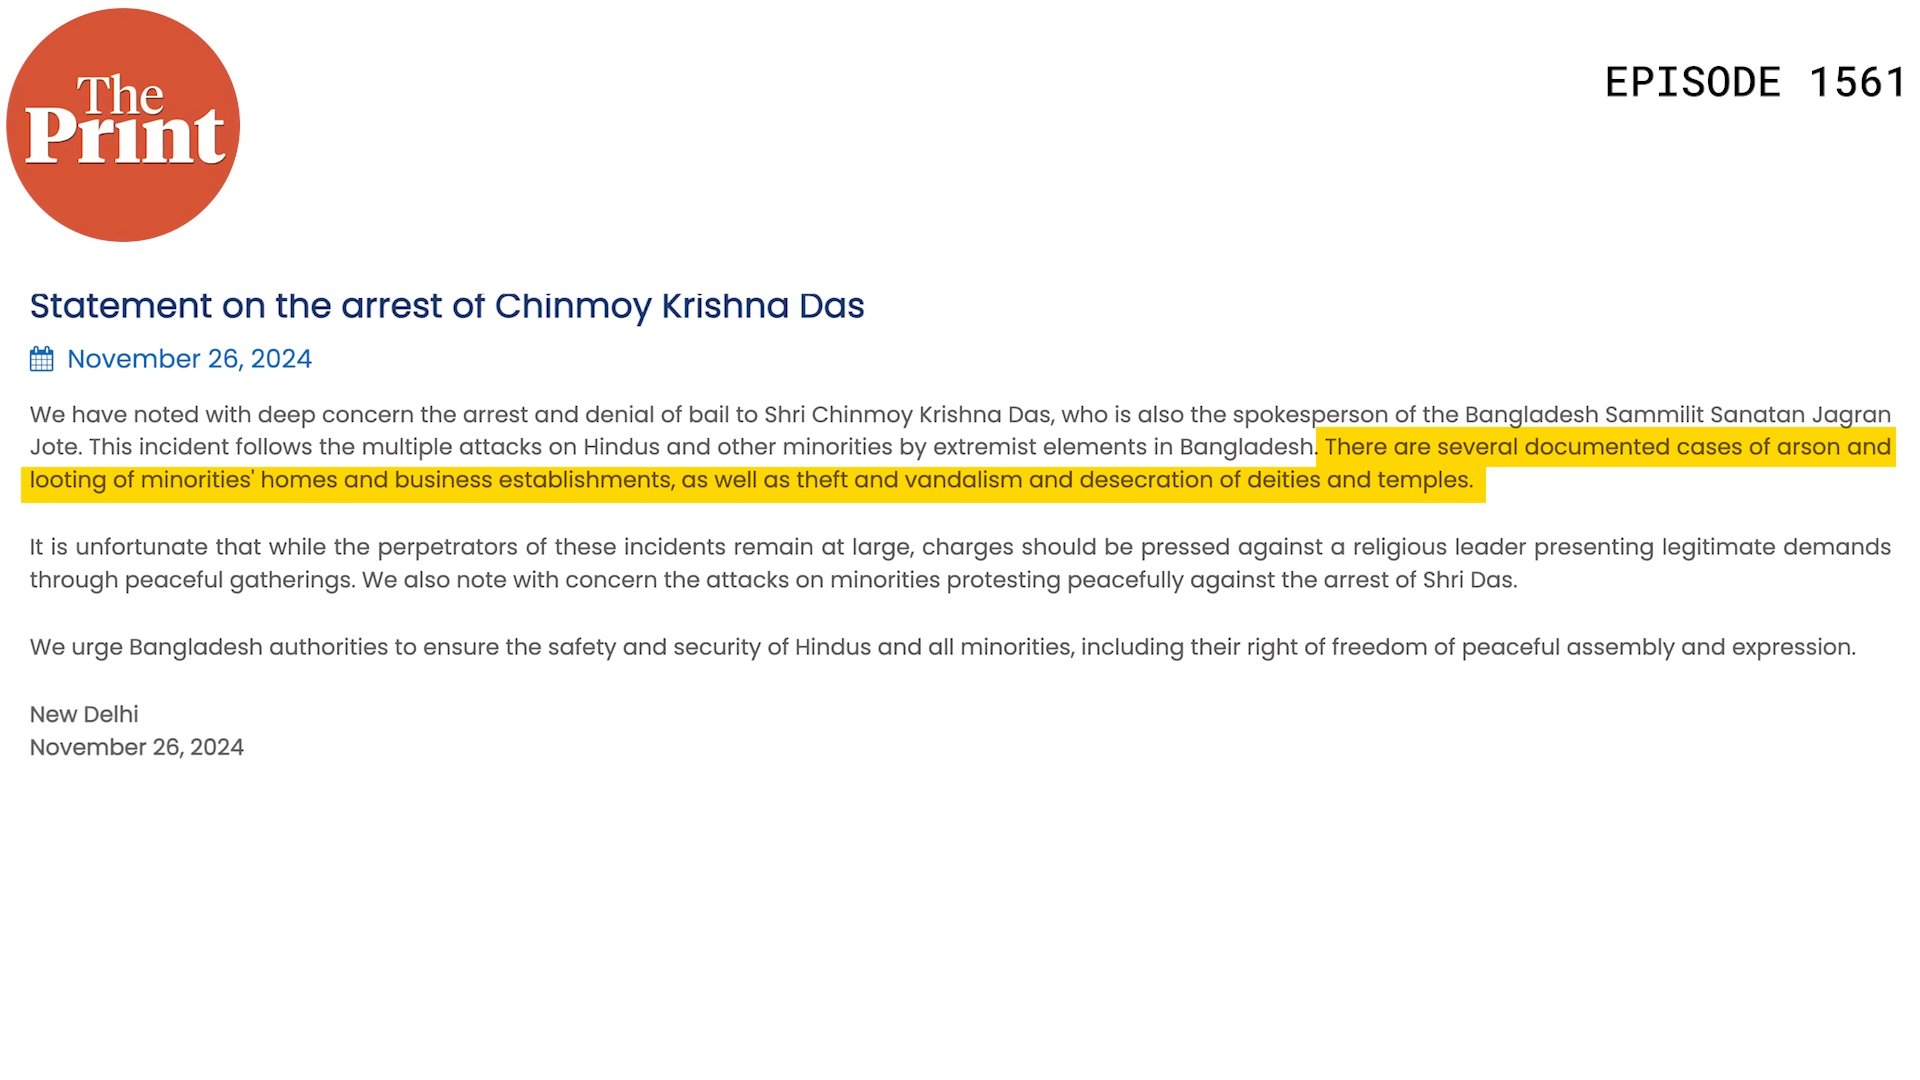 The
Print
EPISODE 1561
Statement on the arrest of Chinmoy Krishna Das
November 26, 2024
We have noted with deep concern the arrest and denial of bail to Shri Chinmoy Krishna Das, who is also the spokesperson of the Bangladesh Sammilit Sanatan Jagran
Jote. This incident follows the multiple attacks on Hindus and other minorities by extremist elements in Bangladesh. There are several documented cases of arson and
looting of minorities' homes and business establishments, as well as theft and vandalism and desecration of deities and temples.
It is unfortunate that while the perpetrators of these incidents remain at large, charges should be pressed against a religious leader presenting legitimate demands
through peaceful gatherings. We also note with concern the attacks on minorities protesting peacefully against the arrest of Shri Das.
We urge Bangladesh authorities to ensure the safety and security of Hindus and all minorities, including their right of freedom of peaceful assembly and expression.
New Delhi
November 26, 2024